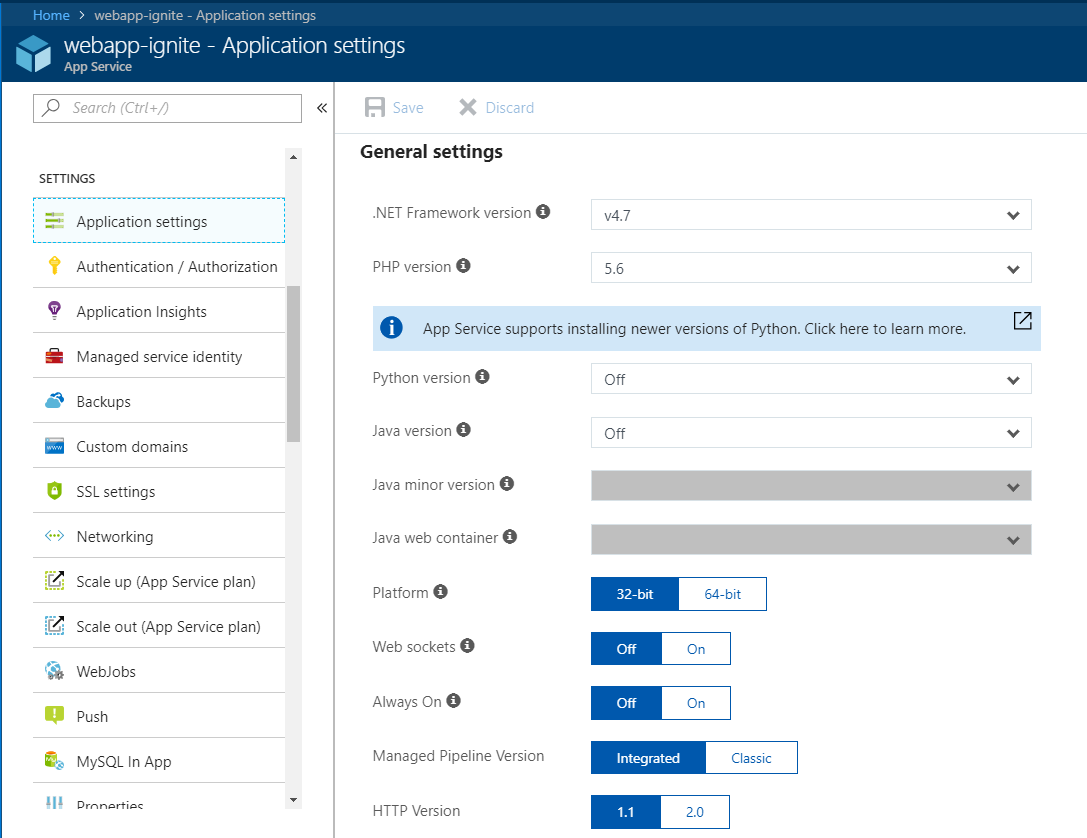 Home > webapp-ignite - Application settings
webapp-ignite - Application settings
App Service
Search (Ctrl+/)
«
SETTINGS
Application settings
Authentication / Authorization
Application Insights
Managed service identity
Backups
Custom domains
SSL settings
Networking
Scale up (App Service plan)
Scale out (App Service plan)
WebJobs
Push
MySQL In App
Properties
Save Discard
General settings
.NET Framework version v4.7
PHP version 5.6
App Service supports installing newer versions of Python. Click here to learn more.
Python version Off
Java version Off
Java minor version
Java web container
Platform 32-bit 64-bit
Web sockets Off On
Always On Off On
Managed Pipeline Version Integrated Classic
HTTP Version 1.1 2.0